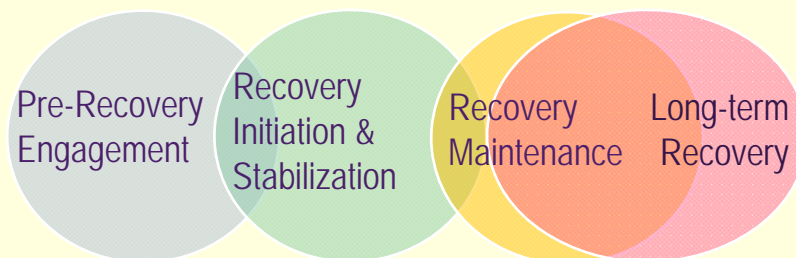 Pre-Recovery
Engagement
Recovery
Initiation &
Stabilization
Recovery
Maintenance
Long-term
Recovery